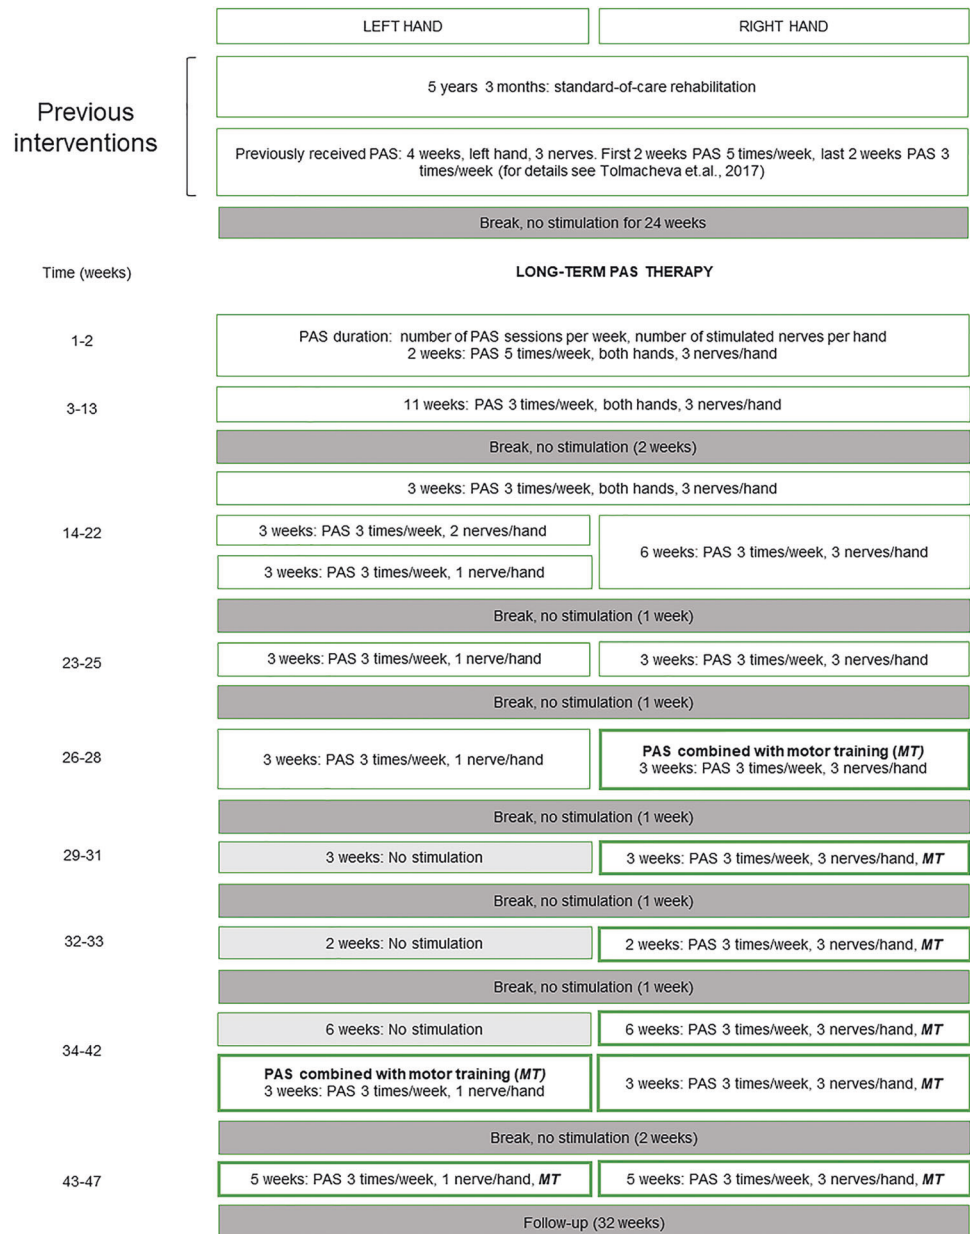 LEFT HAND
RIGHT HAND
Previous
interventions
5 years 3 months: standard-of-care rehabilitation
Previously received PAS: 4 weeks, left hand, 3 nerves. First 2 weeks PAS 5 times/week, last 2 weeks PAS 3
times/week (for details see Tolmacheva et.al., 2017)
Break, no stimulation for 24 weeks
Time (weeks)
LONG-TERM PAS THERAPY
1-2
PAS duration: number of PAS sessions per week, number of stimulated nerves per hand
2 weeks: PAS 5 times/week, both hands, 3 nerves/hand
3-13
11 weeks: PAS 3 times/week, both hands, 3 nerves/hand
Break, no stimulation (2 weeks)
3 weeks: PAS 3 times/week, both hands, 3 nerves/hand
14-22
3 weeks: PAS 3 times/week, 2 nerves/hand
6 weeks: PAS 3 times/week, 3 nerves/hand
3 weeks: PAS 3 times/week, 1 nerve/hand
Break, no stimulation (1 week)
23-25
3 weeks: PAS 3 times/week, 1 nerve/hand
3 weeks: PAS 3 times/week, 3 nerves/hand
Break, no stimulation (1 week)
26-28
3 weeks: PAS 3 times/week, 1 nerve/hand
PAS combined with motor training (MT)
3 weeks: PAS 3 times/week, 3 nerves/hand
Break, no stimulation (1 week)
29-31
3 weeks: No stimulation
3 weeks: PAS 3 times/week, 3 nerves/hand, MT
Break, no stimulation (1 week)
32-33
2 weeks: No stimulation
2 weeks: PAS 3 times/week, 3 nerves/hand, MT
Break, no stimulation (1 week)
34-42
6 weeks: No stimulation
6 weeks: PAS 3 times/week, 3 nerves/hand, MT
PAS combined with motor training (MT)
3 weeks: PAS 3 times/week, 1 nerve/hand
3 weeks: PAS 3 times/week, 3 nerves/hand, MT
Break, no stimulation (2 weeks)
43-47
5 weeks: PAS 3 times/week, 1 nerve/hand, MT
5 weeks: PAS 3 times/week, 3 nerves/hand, MT
Follow-up (32 weeks)